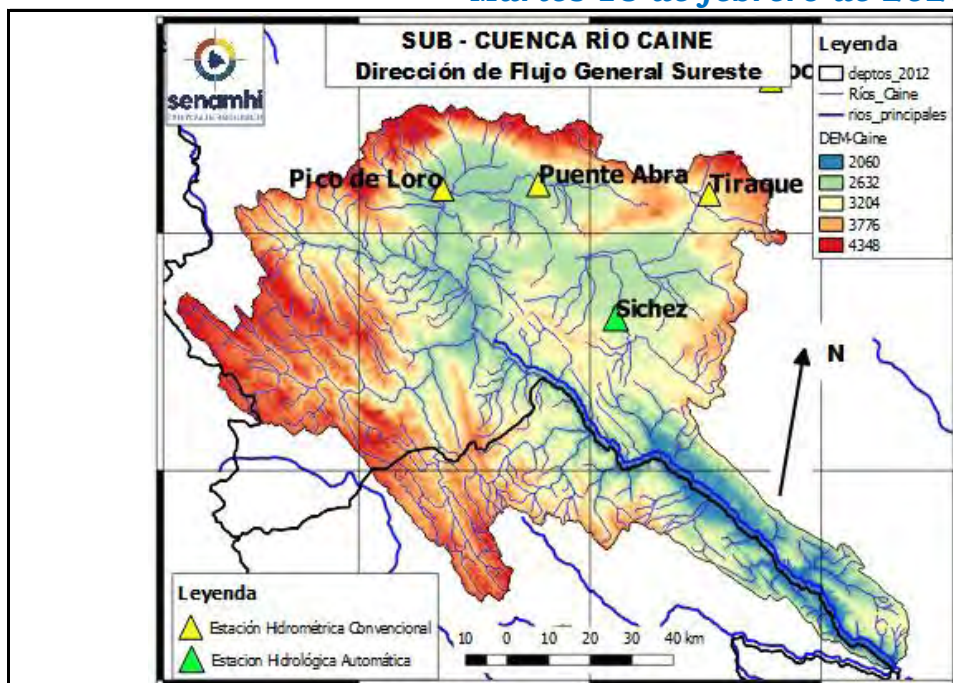 SUB - CUENCA RÍO CAINE
Dirección de Flujo General Sureste
senamhi
Leyenda
deptos_2012
Ríos_Caine
rios_principales
DEM-Caine
2060
2632
3204
3776
4348
Pico de Loro
Puente Abra
Tiraque
Sichez
N
Leyenda
Estación Hidrométrica Convencional
Estacion Hidrológica Automática
10 0 10 20 30 40 km